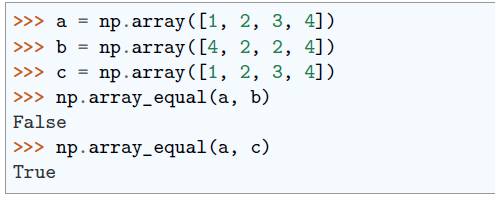 >>> a = np.array([1, 2, 3, 4])
>>> b = np.array([4, 2, 2, 4])
>>> c = np.array([1, 2, 3, 4])
>>> np.array_equal(a, b)
False
>>> np.array_equal(a, c)
True